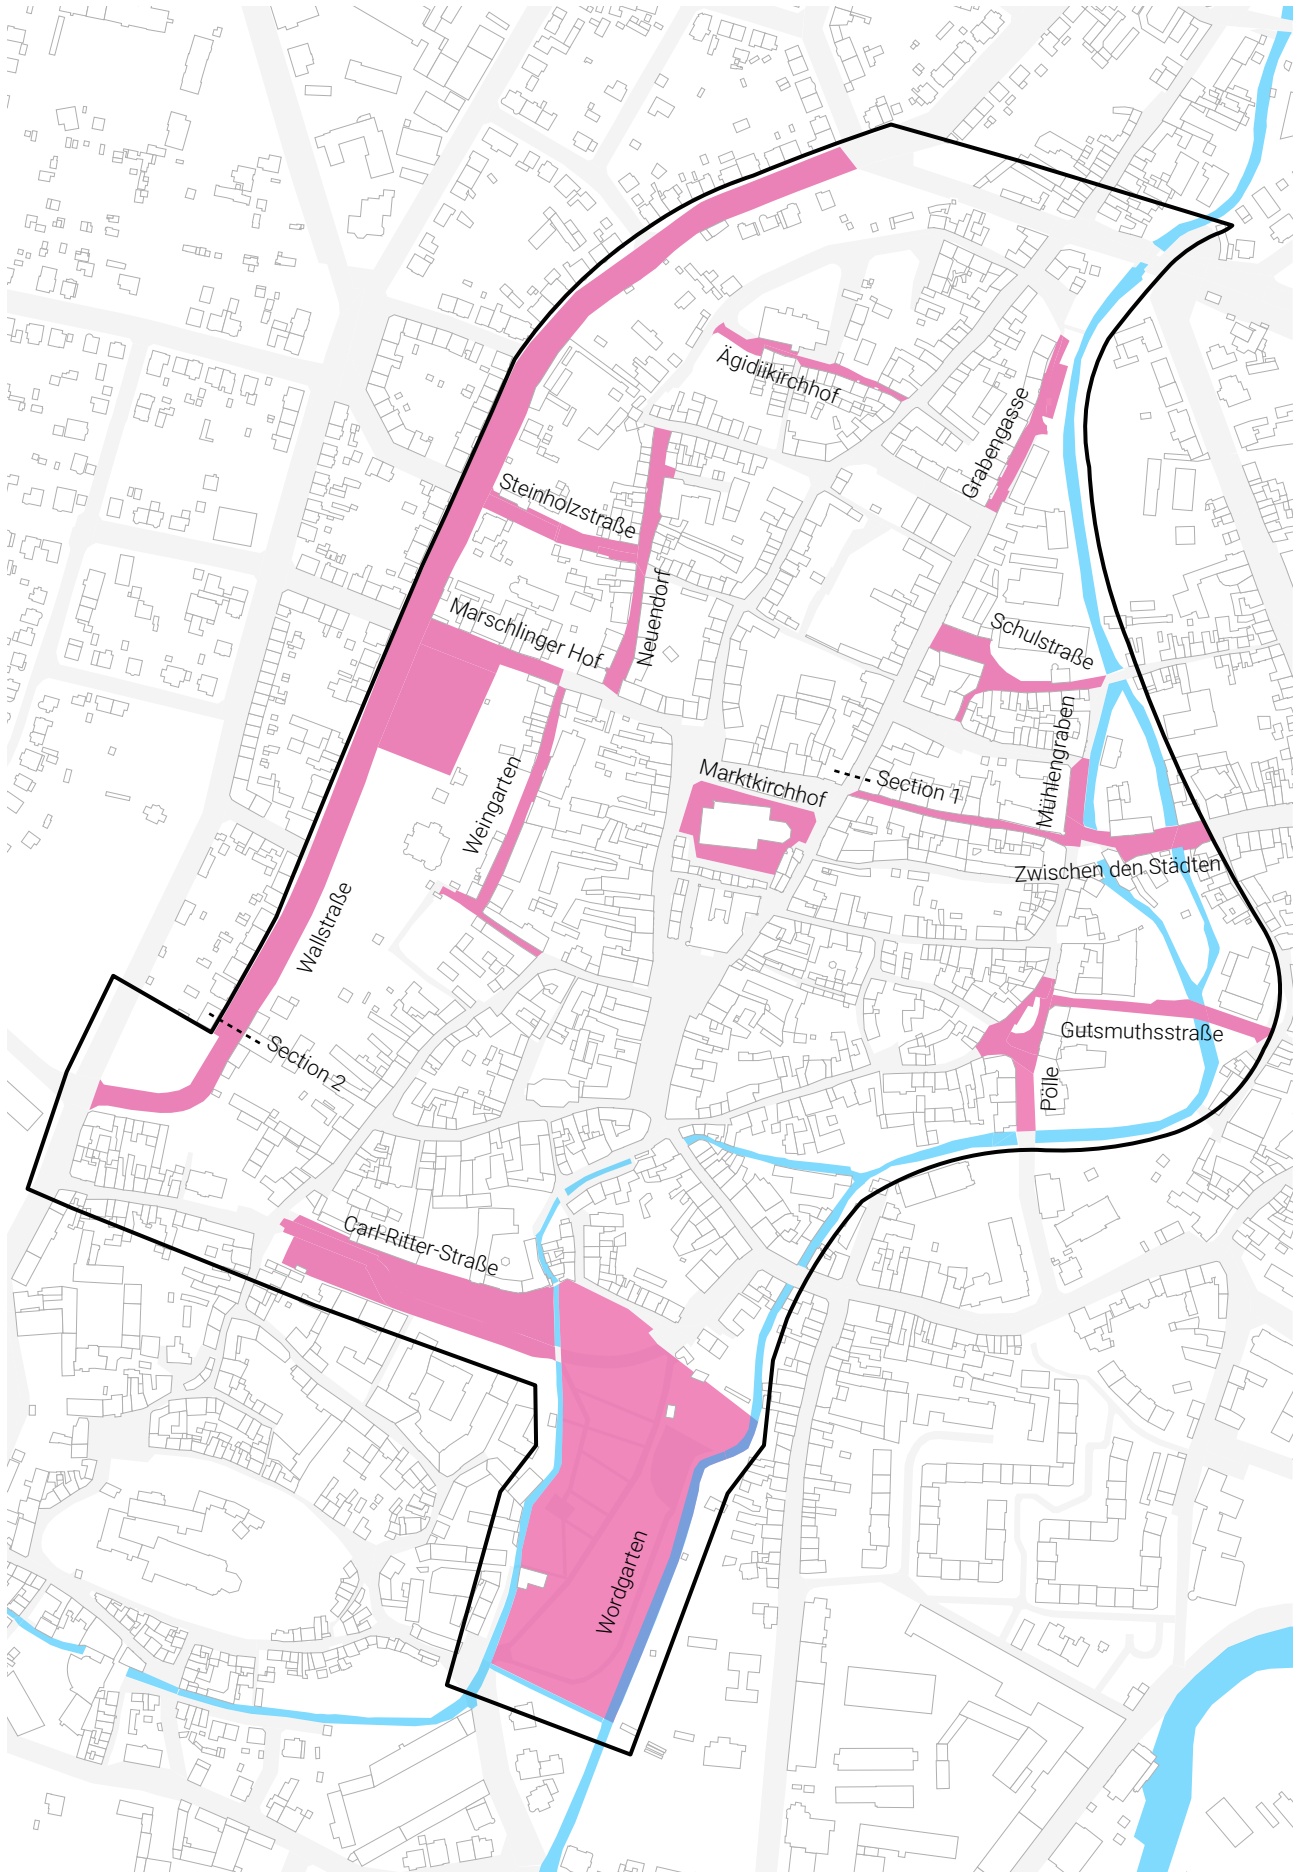 Ägidiikirchhof
Grabengasse
Steinholzstraße
Neuendorf
Marschlinger Hof
Schulstraße
Mühlengraben
Weingarten
Marktkirchhof
Section 1
Zwischen den Städten
Wallstraße
Section 2
Gutsmuthsstraße
Pölle
Carl-Ritter-Straße
Wordgarten